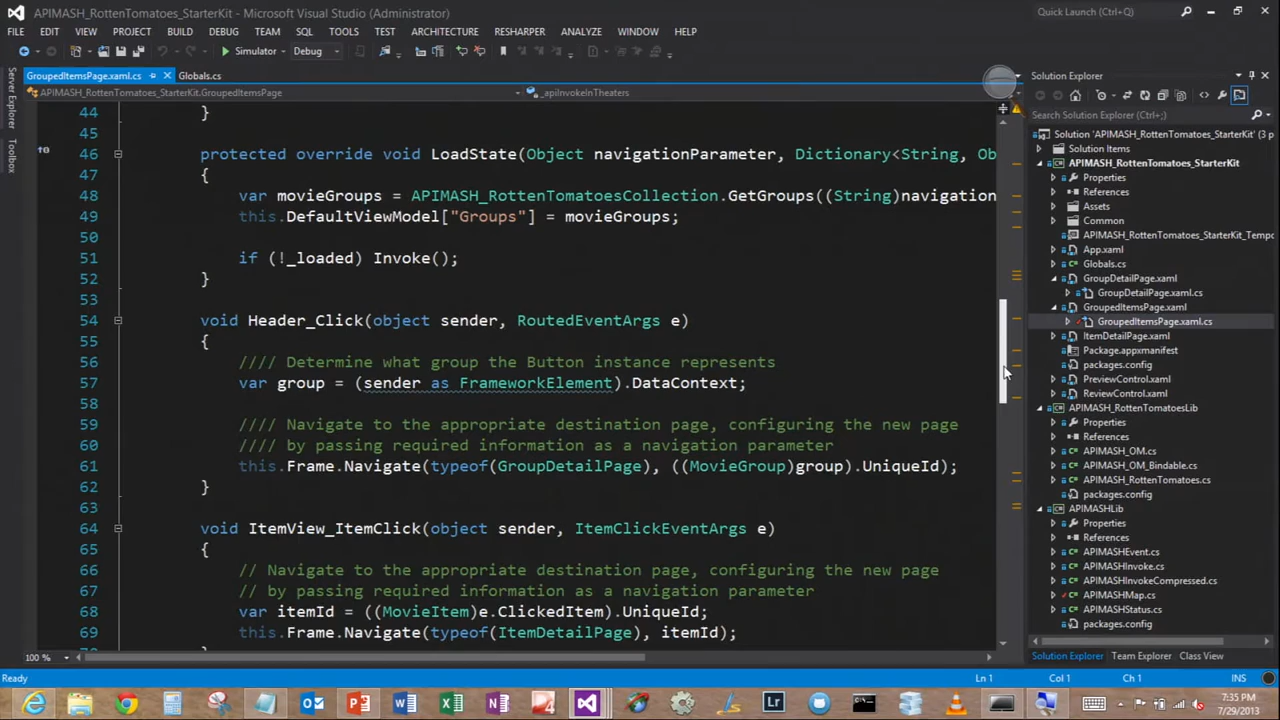 APIMASH_RottenTomatoes_StarterKit - Microsoft Visual Studio (Administrator)
Quick Launch (Ctrl+Q)
FILE EDIT VIEW PROJECT BUILD DEBUG TEAM SQL TOOLS TEST ARCHITECTURE RESHARPER ANALYZE WINDOW HELP
Simulator Debug
GroupedItemsPage.xaml.cs Globals.cs
APIMASH_RottenTomatoes_StarterKit.GroupedItemsPage _apiInvokeInTheaters
Server Explorer
Toolbox
44 }
45
46 protected override void LoadState(Object navigationParameter, Dictionary<String, Ob
47 {
48 var movieGroups = APIMASH_RottenTomatoesCollection.GetGroups((String)navigation
49 this.DefaultViewModel["Groups"] = movieGroups;
50
51 if (!_loaded) Invoke();
52 }
53
54 void Header_Click(object sender, RoutedEventArgs e)
55 {
56 //// Determine what group the Button instance represents
57 var group = (sender as FrameworkElement).DataContext;
58
59 //// Navigate to the appropriate destination page, configuring the new page
60 //// by passing required information as a navigation parameter
61 this.Frame.Navigate(typeof(GroupDetailPage), ((MovieGroup)group).UniqueId);
62 }
63
64 void ItemView_ItemClick(object sender, ItemClickEventArgs e)
65 {
66 // Navigate to the appropriate destination page, configuring the new page
67 // by passing required information as a navigation parameter
68 var itemId = ((MovieItem)e.ClickedItem).UniqueId;
69 this.Frame.Navigate(typeof(ItemDetailPage), itemId);
100 %
Solution Explorer
Search Solution Explorer (Ctrl+;)
Solution 'APIMASH_RottenTomatoes_StarterKit' (3 p
Solution Items
APIMASH_RottenTomatoes_StarterKit
Properties
References
Assets
Common
APIMASH_RottenTomatoes_StarterKit_Tempo
App.xaml
Globals.cs
GroupDetailPage.xaml
GroupDetailPage.xaml.cs
GroupedItemsPage.xaml
GroupedItemsPage.xaml.cs
ItemDetailPage.xaml
Package.appxmanifest
packages.config
PreviewControl.xaml
ReviewControl.xaml
APIMASH_RottenTomatoesLib
Properties
References
APIMASH_OM.cs
APIMASH_OM_Bindable.cs
APIMASH_RottenTomatoes.cs
packages.config
APIMASHLib
Properties
References
APIMASHEvent.cs
APIMASHInvoke.cs
APIMASHInvokeCompressed.cs
APIMASHMap.cs
APIMASHStatus.cs
packages.config
Solution Explorer Team Explorer Class View
Ready Ln 1 Col 1 Ch 1 INS
7:35 PM
7/29/2013